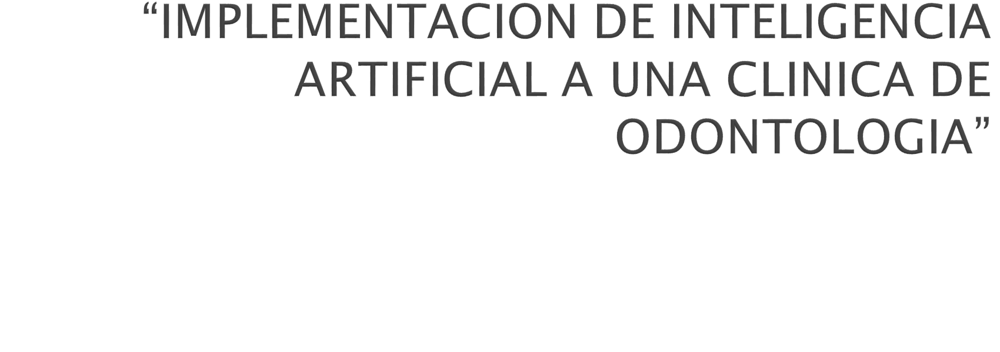 “IMPLEMENTACION DE INTELIGENCIA
ARTIFICIAL A UNA CLINICA DE
ODONTOLOGIA”